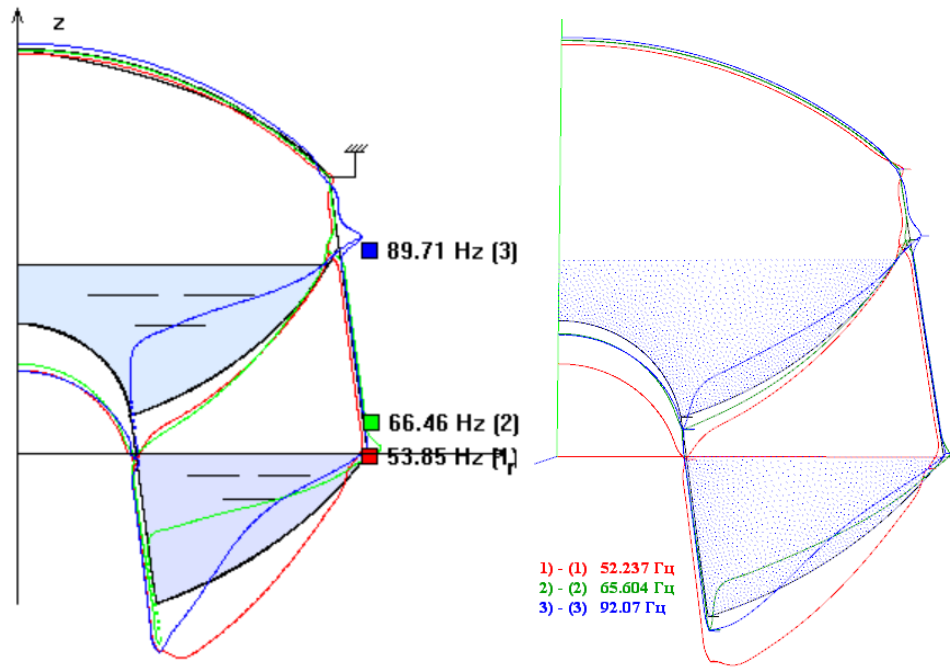 z
89.71 Hz (3)
66.46 Hz (2)
53.85 Hz (1)
r
1) - (1) 52.237 Гц
2) - (2) 65.604 Гц
3) - (3) 92.07 Гц